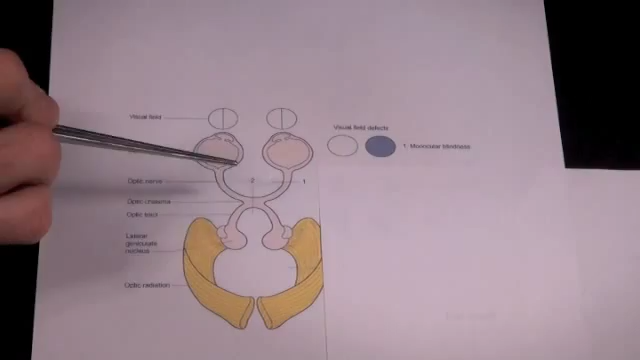 Visual field
Visual field defects
1. Monocular blindness
Optic nerve
2
1
Optic chiasma
Optic tract
Lateral
geniculate
nucleus
Optic radiation